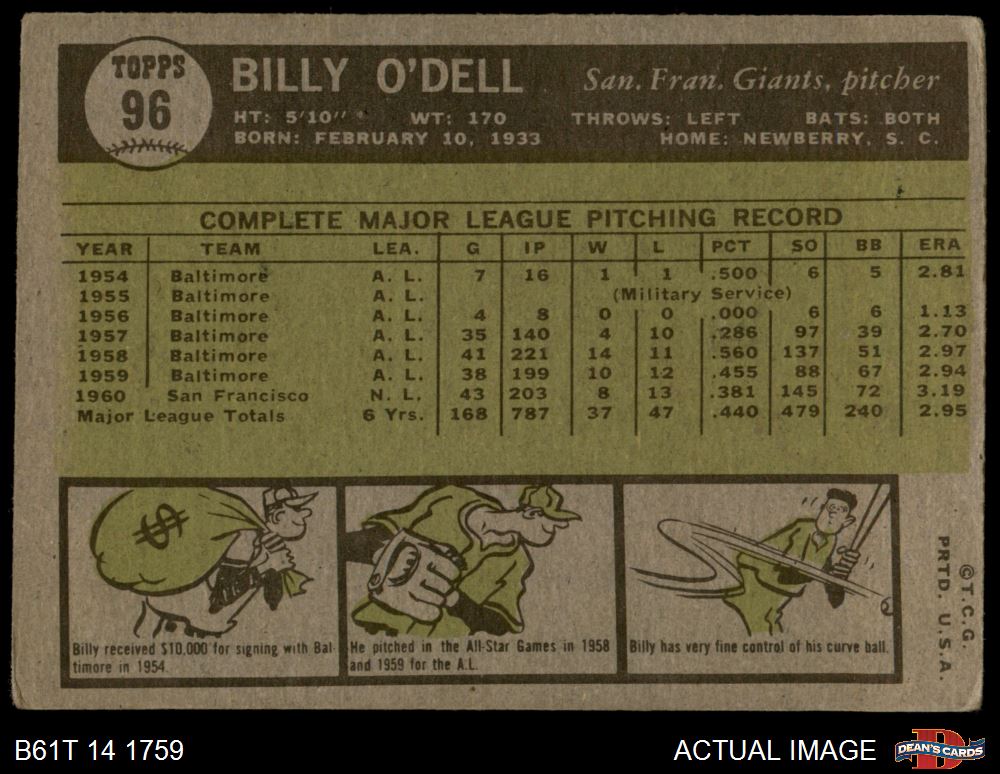 TOPPS
96
BILLY O'DELL San. Fran. Giants, pitcher
HT: 5'10" WT: 170 THROWS: LEFT BATS: BOTH
BORN: FEBRUARY 10, 1933 HOME: NEWBERRY, S. C.
COMPLETE MAJOR LEAGUE PITCHING RECORD
YEAR TEAM LEA. G IP W L PCT SO BB ERA
1954 Baltimore A. L. 7 16 1 1 .500 6 5 2.81
1955 Baltimore A. L. (Military Service)
1956 Baltimore A. L. 4 8 0 0 .000 6 6 1.13
1957 Baltimore A. L. 35 140 4 10 .286 97 39 2.70
1958 Baltimore A. L. 41 221 14 11 .560 137 51 2.97
1959 Baltimore A. L. 38 199 10 12 .455 88 67 2.94
1960 San Francisco N. L. 43 203 8 13 .381 145 72 3.19
Major League Totals 6 Yrs. 168 787 37 47 .440 479 240 2.95
$
Billy received $10,000 for signing with Bal
timore in 1954.
He pitched in the All-Star Games in 1958
and 1959 for the A.L.
Billy has very fine control of his curve ball.
© T.C.G.
PRTD. U.S.A.
B61T 14 1759 ACTUAL IMAGE
D
DEAN'S CARDS